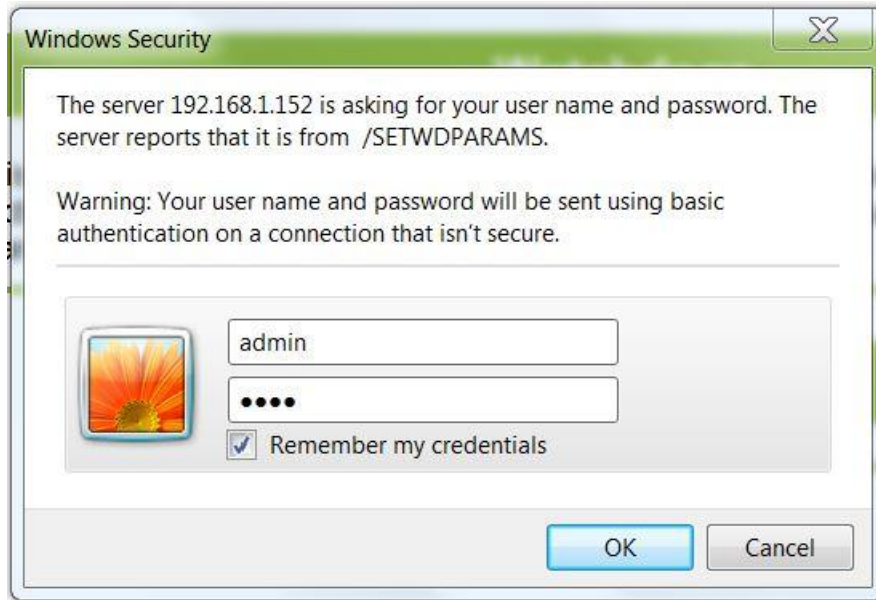 Windows Security
The server 192.168.1.152 is asking for your user name and password. The
server reports that it is from /SETWDPARAMS.
Warning: Your user name and password will be sent using basic
authentication on a connection that isn't secure.
admin
••••
Remember my credentials
OK
Cancel